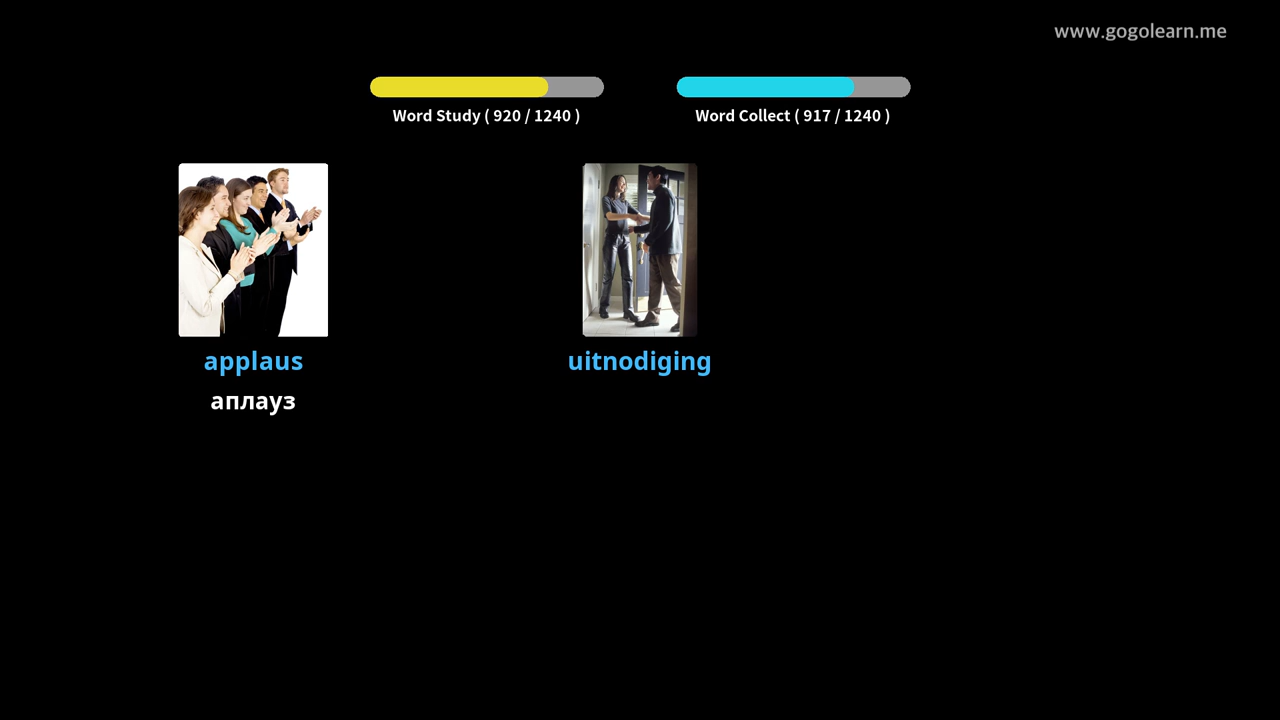 www.gogolearn.me
Word Study ( 920 / 1240 )
Word Collect ( 917 / 1240 )
applaus
uitnodiging
аплауз